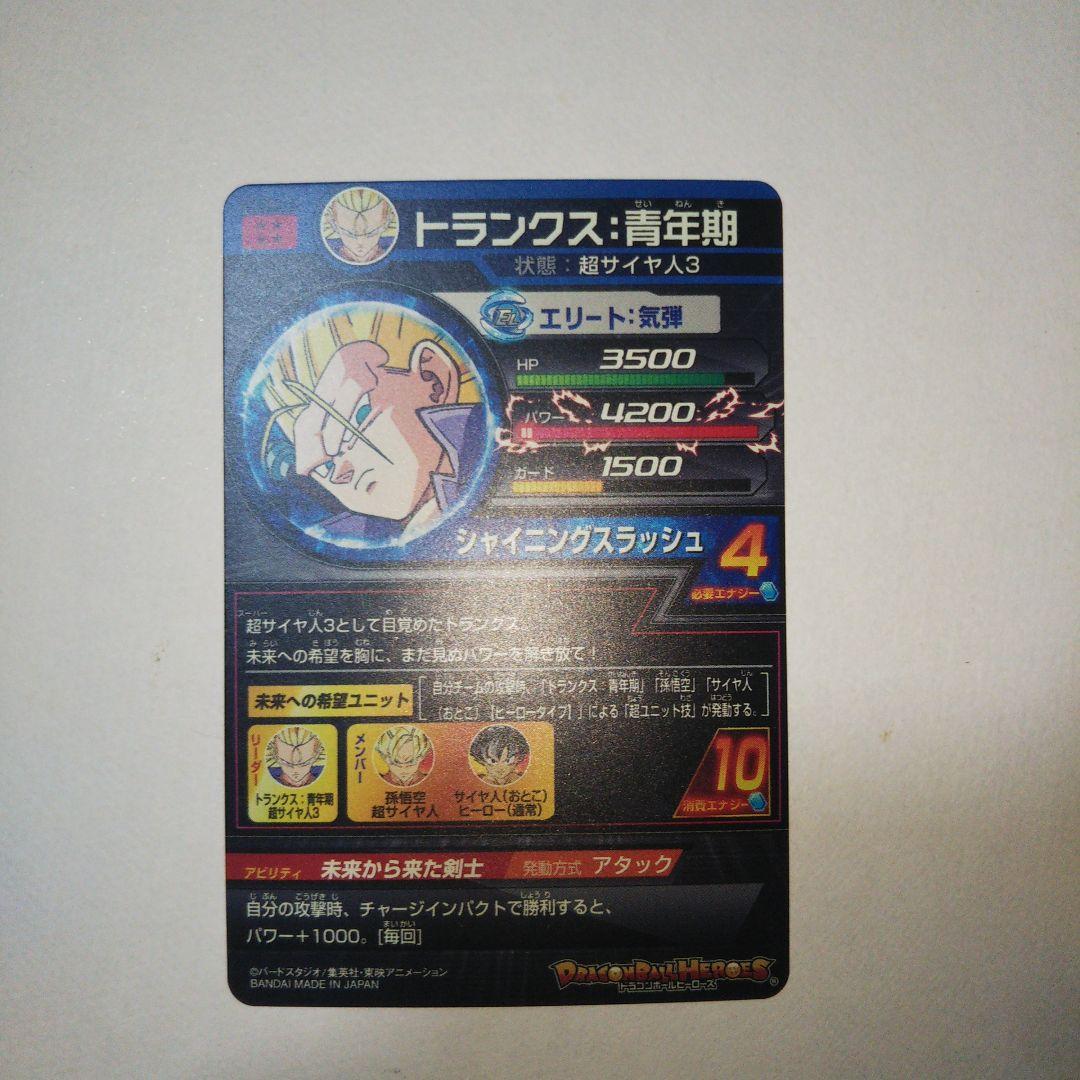 トランクス:青年期
状態:超サイヤ人3
EL エリート:気弾
HP 3500
パワー 4200
ガード 1500
シャイニングスラッシュ 4
必要エナジー
超サイヤ人3として目覚めたトランクス
未来への希望を胸に、まだ見ぬパワーを解き放て!
未来への希望ユニット
自分チームの攻撃時、「トランクス:青年期」「孫悟空」「サイヤ人
(おとこ)【ヒーロータイプ】」による「超ユニット技」が発動する。
リーダー
トランクス:青年期
超サイヤ人3
メンバー
孫悟空
超サイヤ人
サイヤ人(おとこ)
ヒーロー(通常)
10
消費エナジー
アビリティ 未来から来た剣士 発動方式 アタック
自分の攻撃時、チャージインパクトで勝利すると、
パワー+1000。[毎回]
©バードスタジオ/集英社・東映アニメーション
BANDAI MADE IN JAPAN
DRAGONBALL HEROES
ドラゴンボールヒーローズ